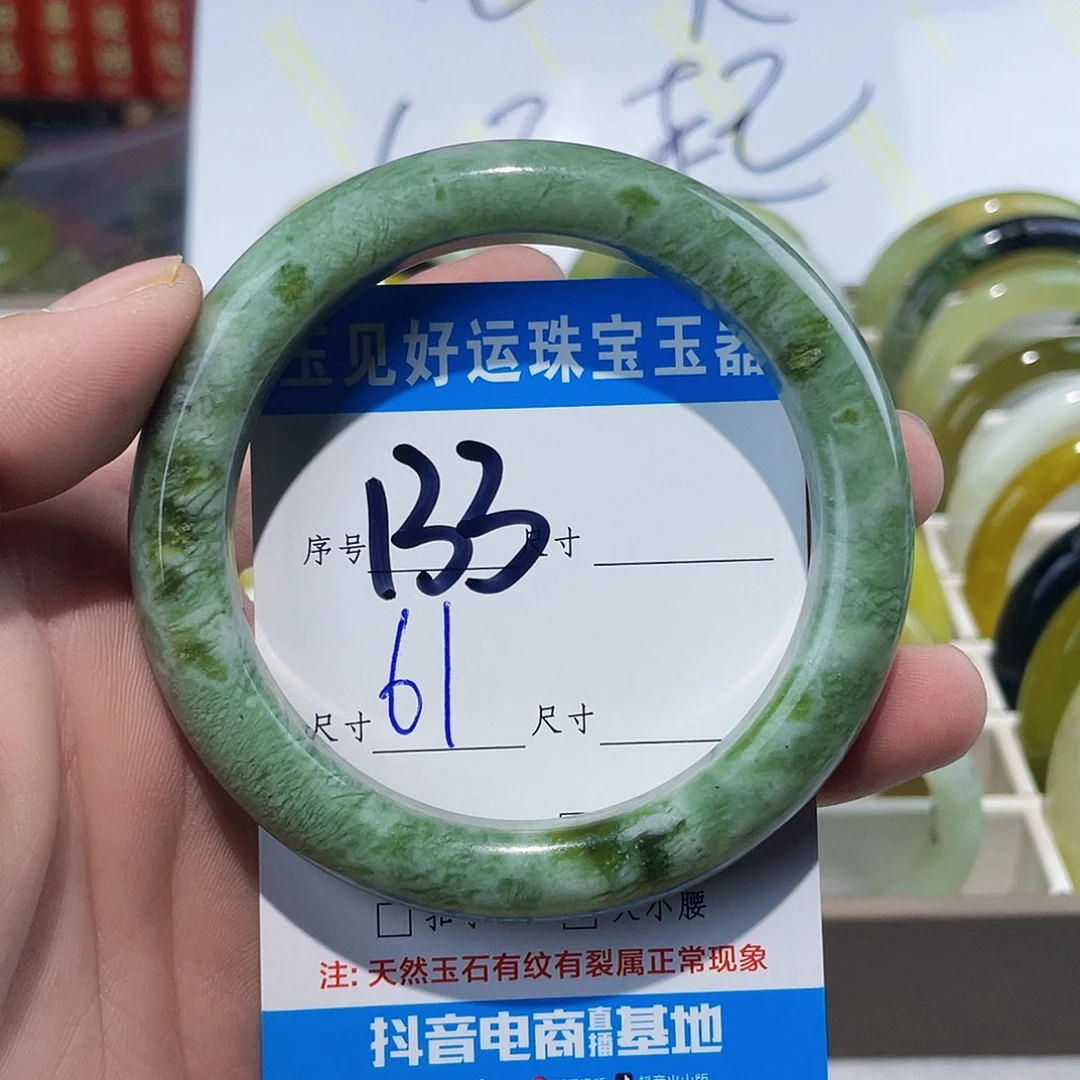 起
玉见好运珠宝玉器
序号 133 尺寸
尺寸 61 尺寸
大小腰
注: 天然玉石有纹有裂属正常现象
抖音电商直播基地